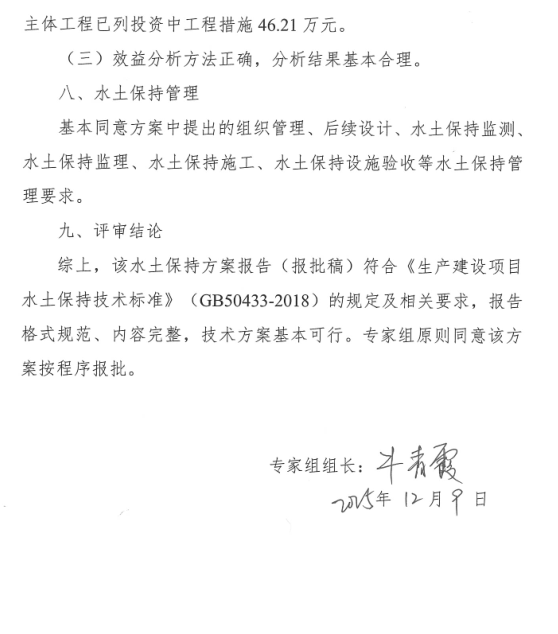 主体工程已列投资中工程措施 46.21 万元。
（三）效益分析方法正确，分析结果基本合理。
八、水土保持管理
基本同意方案中提出的组织管理、后续设计、水土保持监测、
水土保持监理、水土保持施工、水土保持设施验收等水土保持管
理要求。
九、评审结论
综上，该水土保持方案报告（报批稿）符合《生产建设项目
水土保持技术标准》（GB50433-2018）的规定及相关要求，报告
格式规范、内容完整，技术方案基本可行。专家组原则同意该方
案按程序报批。
专家组组长：斗青霞
2025年 12月9日